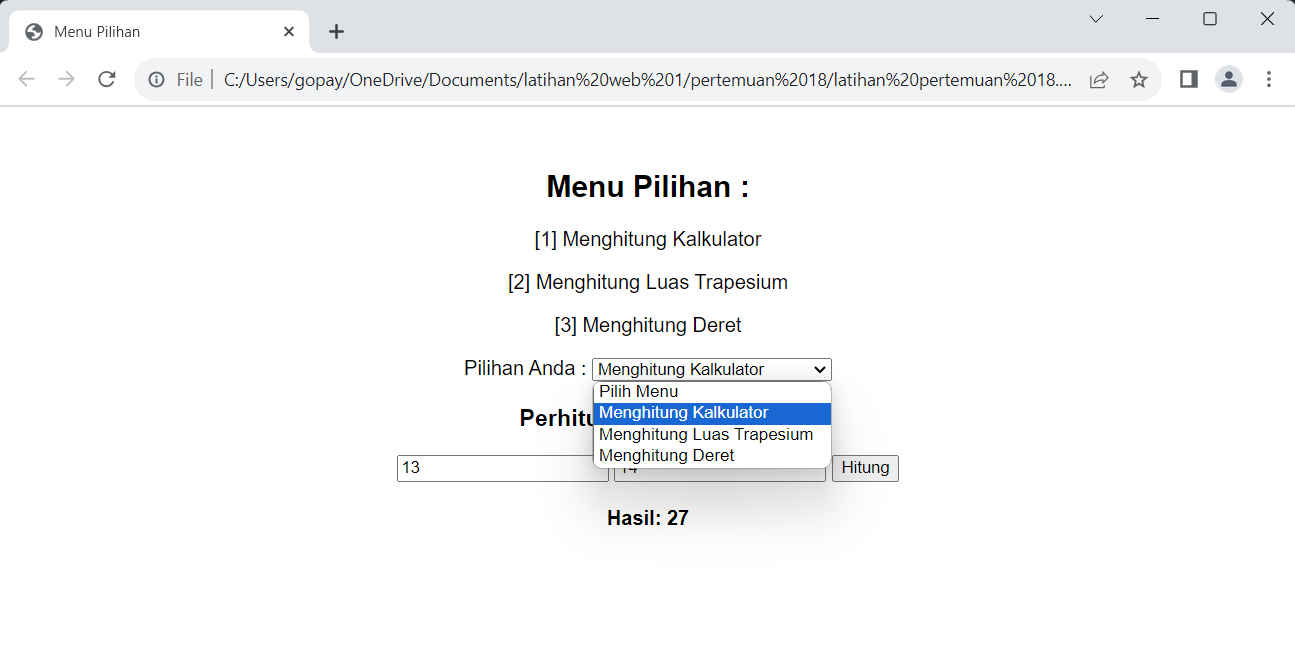 Menu Pilihan
File | C:/Users/gopay/OneDrive/Documents/latihan%20web%201/pertemuan%2018/latihan%20pertemuan%2018....
Menu Pilihan :
[1] Menghitung Kalkulator
[2] Menghitung Luas Trapesium
[3] Menghitung Deret
Pilihan Anda : Menghitung Kalkulator
Pilih Menu
Menghitung Kalkulator
Menghitung Luas Trapesium
Menghitung Deret
13 14 Hitung
Hasil: 27